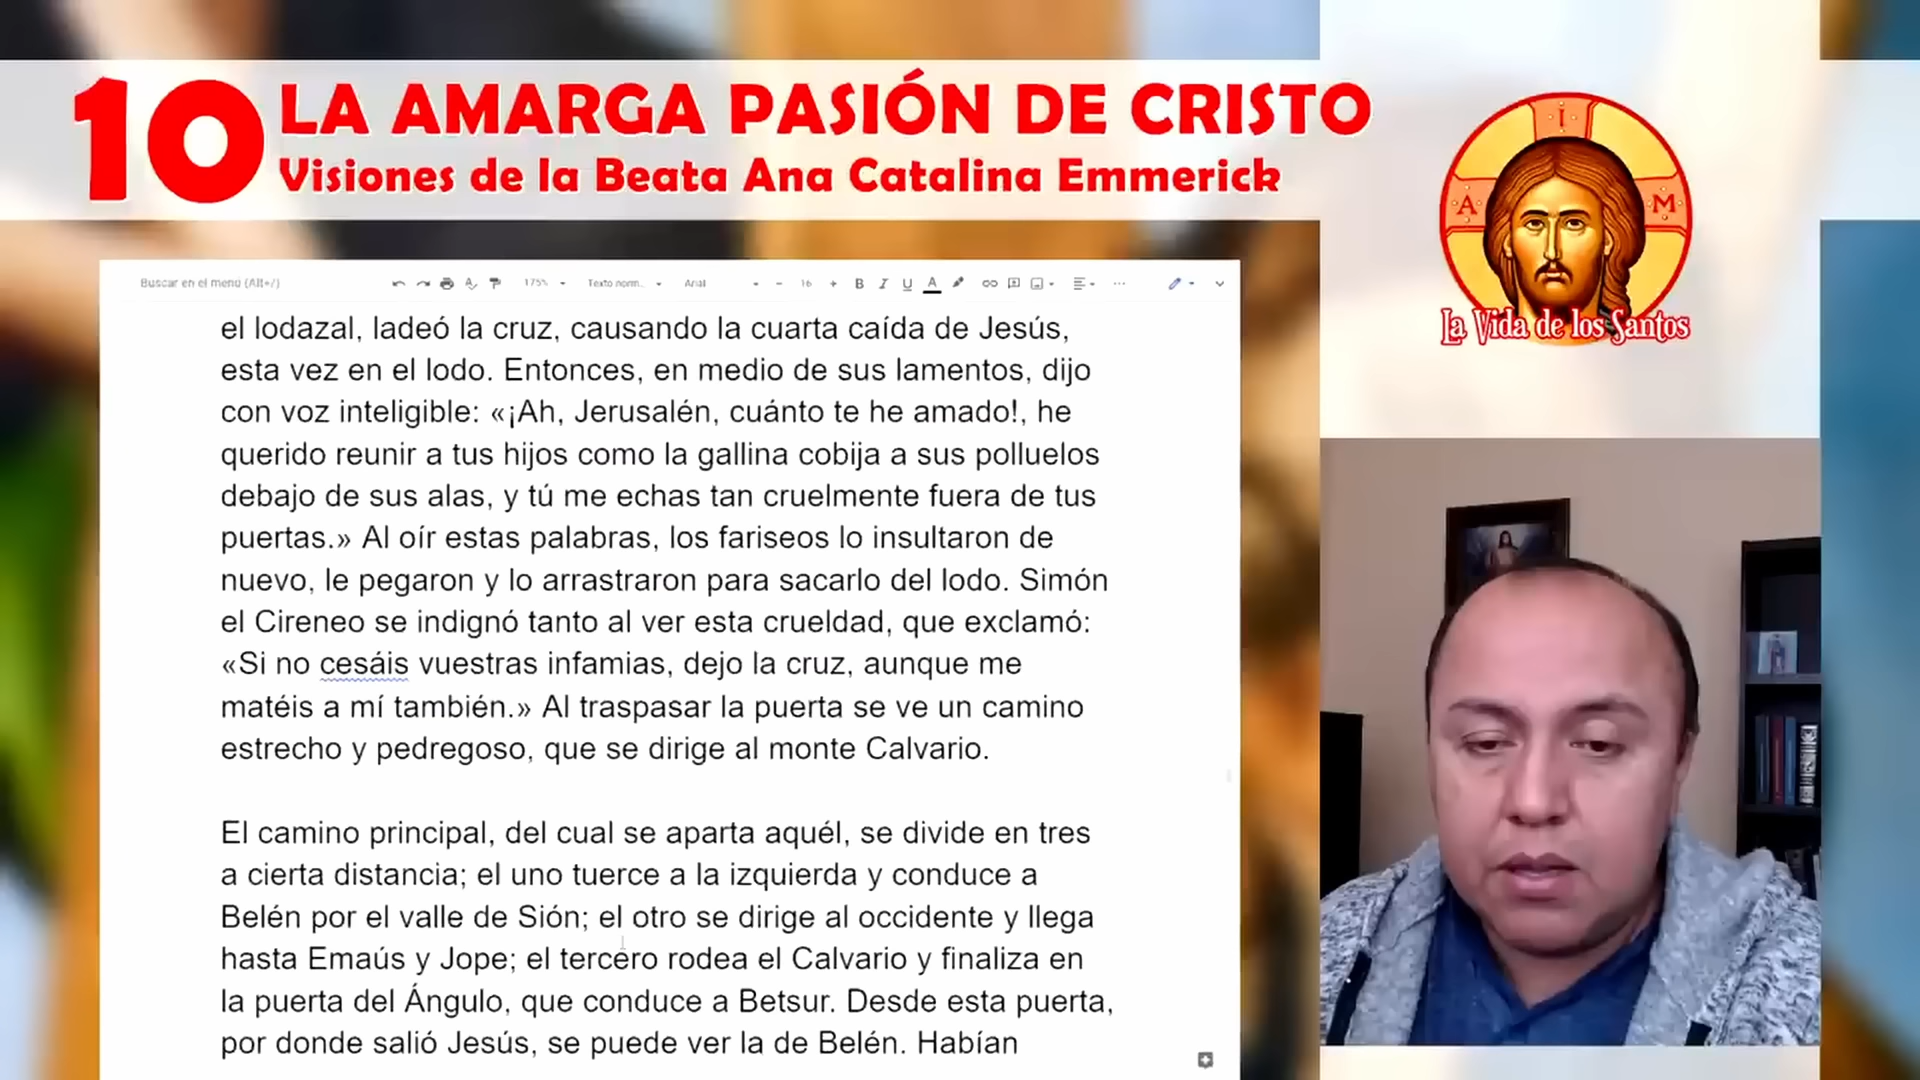 10 LA AMARGA PASIÓN DE CRISTO
Visiones de la Beata Ana Catalina Emmerick
I
A M
La Vida de los Santos
Buscar en el menú (Alt+/)
175% Texto norm... Arial - 16 + B I U A
el lodazal, ladeó la cruz, causando la cuarta caída de Jesús,
esta vez en el lodo. Entonces, en medio de sus lamentos, dijo
con voz inteligible: «¡Ah, Jerusalén, cuánto te he amado!, he
querido reunir a tus hijos como la gallina cobija a sus polluelos
debajo de sus alas, y tú me echas tan cruelmente fuera de tus
puertas.» Al oír estas palabras, los fariseos lo insultaron de
nuevo, le pegaron y lo arrastraron para sacarlo del lodo. Simón
el Cireneo se indignó tanto al ver esta crueldad, que exclamó:
«Si no cesáis vuestras infamias, dejo la cruz, aunque me
matéis a mí también.» Al traspasar la puerta se ve un camino
estrecho y pedregoso, que se dirige al monte Calvario.
El camino principal, del cual se aparta aquél, se divide en tres
a cierta distancia; el uno tuerce a la izquierda y conduce a
Belén por el valle de Sión; el otro se dirige al occidente y llega
hasta Emaús y Jope; el tercero rodea el Calvario y finaliza en
la puerta del Ángulo, que conduce a Betsur. Desde esta puerta,
por donde salió Jesús, se puede ver la de Belén. Habían